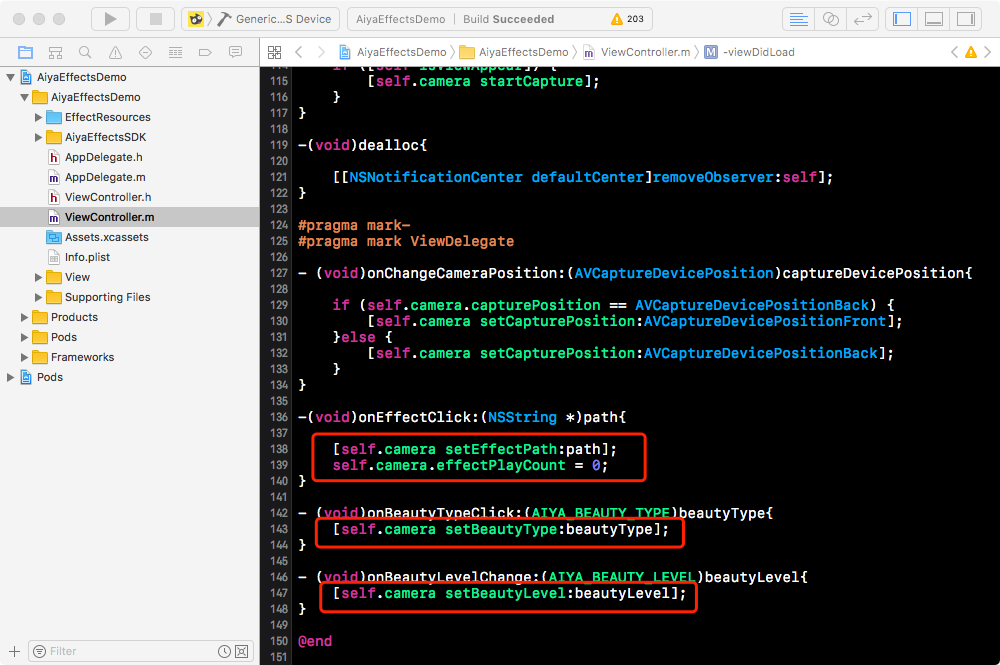 Generic...S Device
AiyaEffectsDemo | Build Succeeded
203
AiyaEffectsDemo
AiyaEffectsDemo
ViewController.m
-viewDidLoad
AiyaEffectsDemo
AiyaEffectsDemo
EffectResources
AiyaEffectsSDK
AppDelegate.h
AppDelegate.m
ViewController.h
ViewController.m
Assets.xcassets
Info.plist
View
Supporting Files
Products
Pods
Frameworks
Pods
Filter
114 if ([self isViewAppear]) {
115 [self.camera startCapture];
116 }
117 }
118
119 -(void)dealloc{
120
121 [[NSNotificationCenter defaultCenter]removeObserver:self];
122 }
123
124 #pragma mark-
125 #pragma mark ViewDelegate
126
127 - (void)onChangeCameraPosition:(AVCaptureDevicePosition)captureDevicePosition{
128
129 if (self.camera.capturePosition == AVCaptureDevicePositionBack) {
130 [self.camera setCapturePosition:AVCaptureDevicePositionFront];
131 }else {
132 [self.camera setCapturePosition:AVCaptureDevicePositionBack];
133 }
134 }
135
136 -(void)onEffectClick:(NSString *)path{
137
138 [self.camera setEffectPath:path];
139 self.camera.effectPlayCount = 0;
140 }
141
142 - (void)onBeautyTypeClick:(AIYA_BEAUTY_TYPE)beautyType{
143 [self.camera setBeautyType:beautyType];
144 }
145
146 - (void)onBeautyLevelChange:(AIYA_BEAUTY_LEVEL)beautyLevel{
147 [self.camera setBeautyLevel:beautyLevel];
148 }
149
150 @end
151